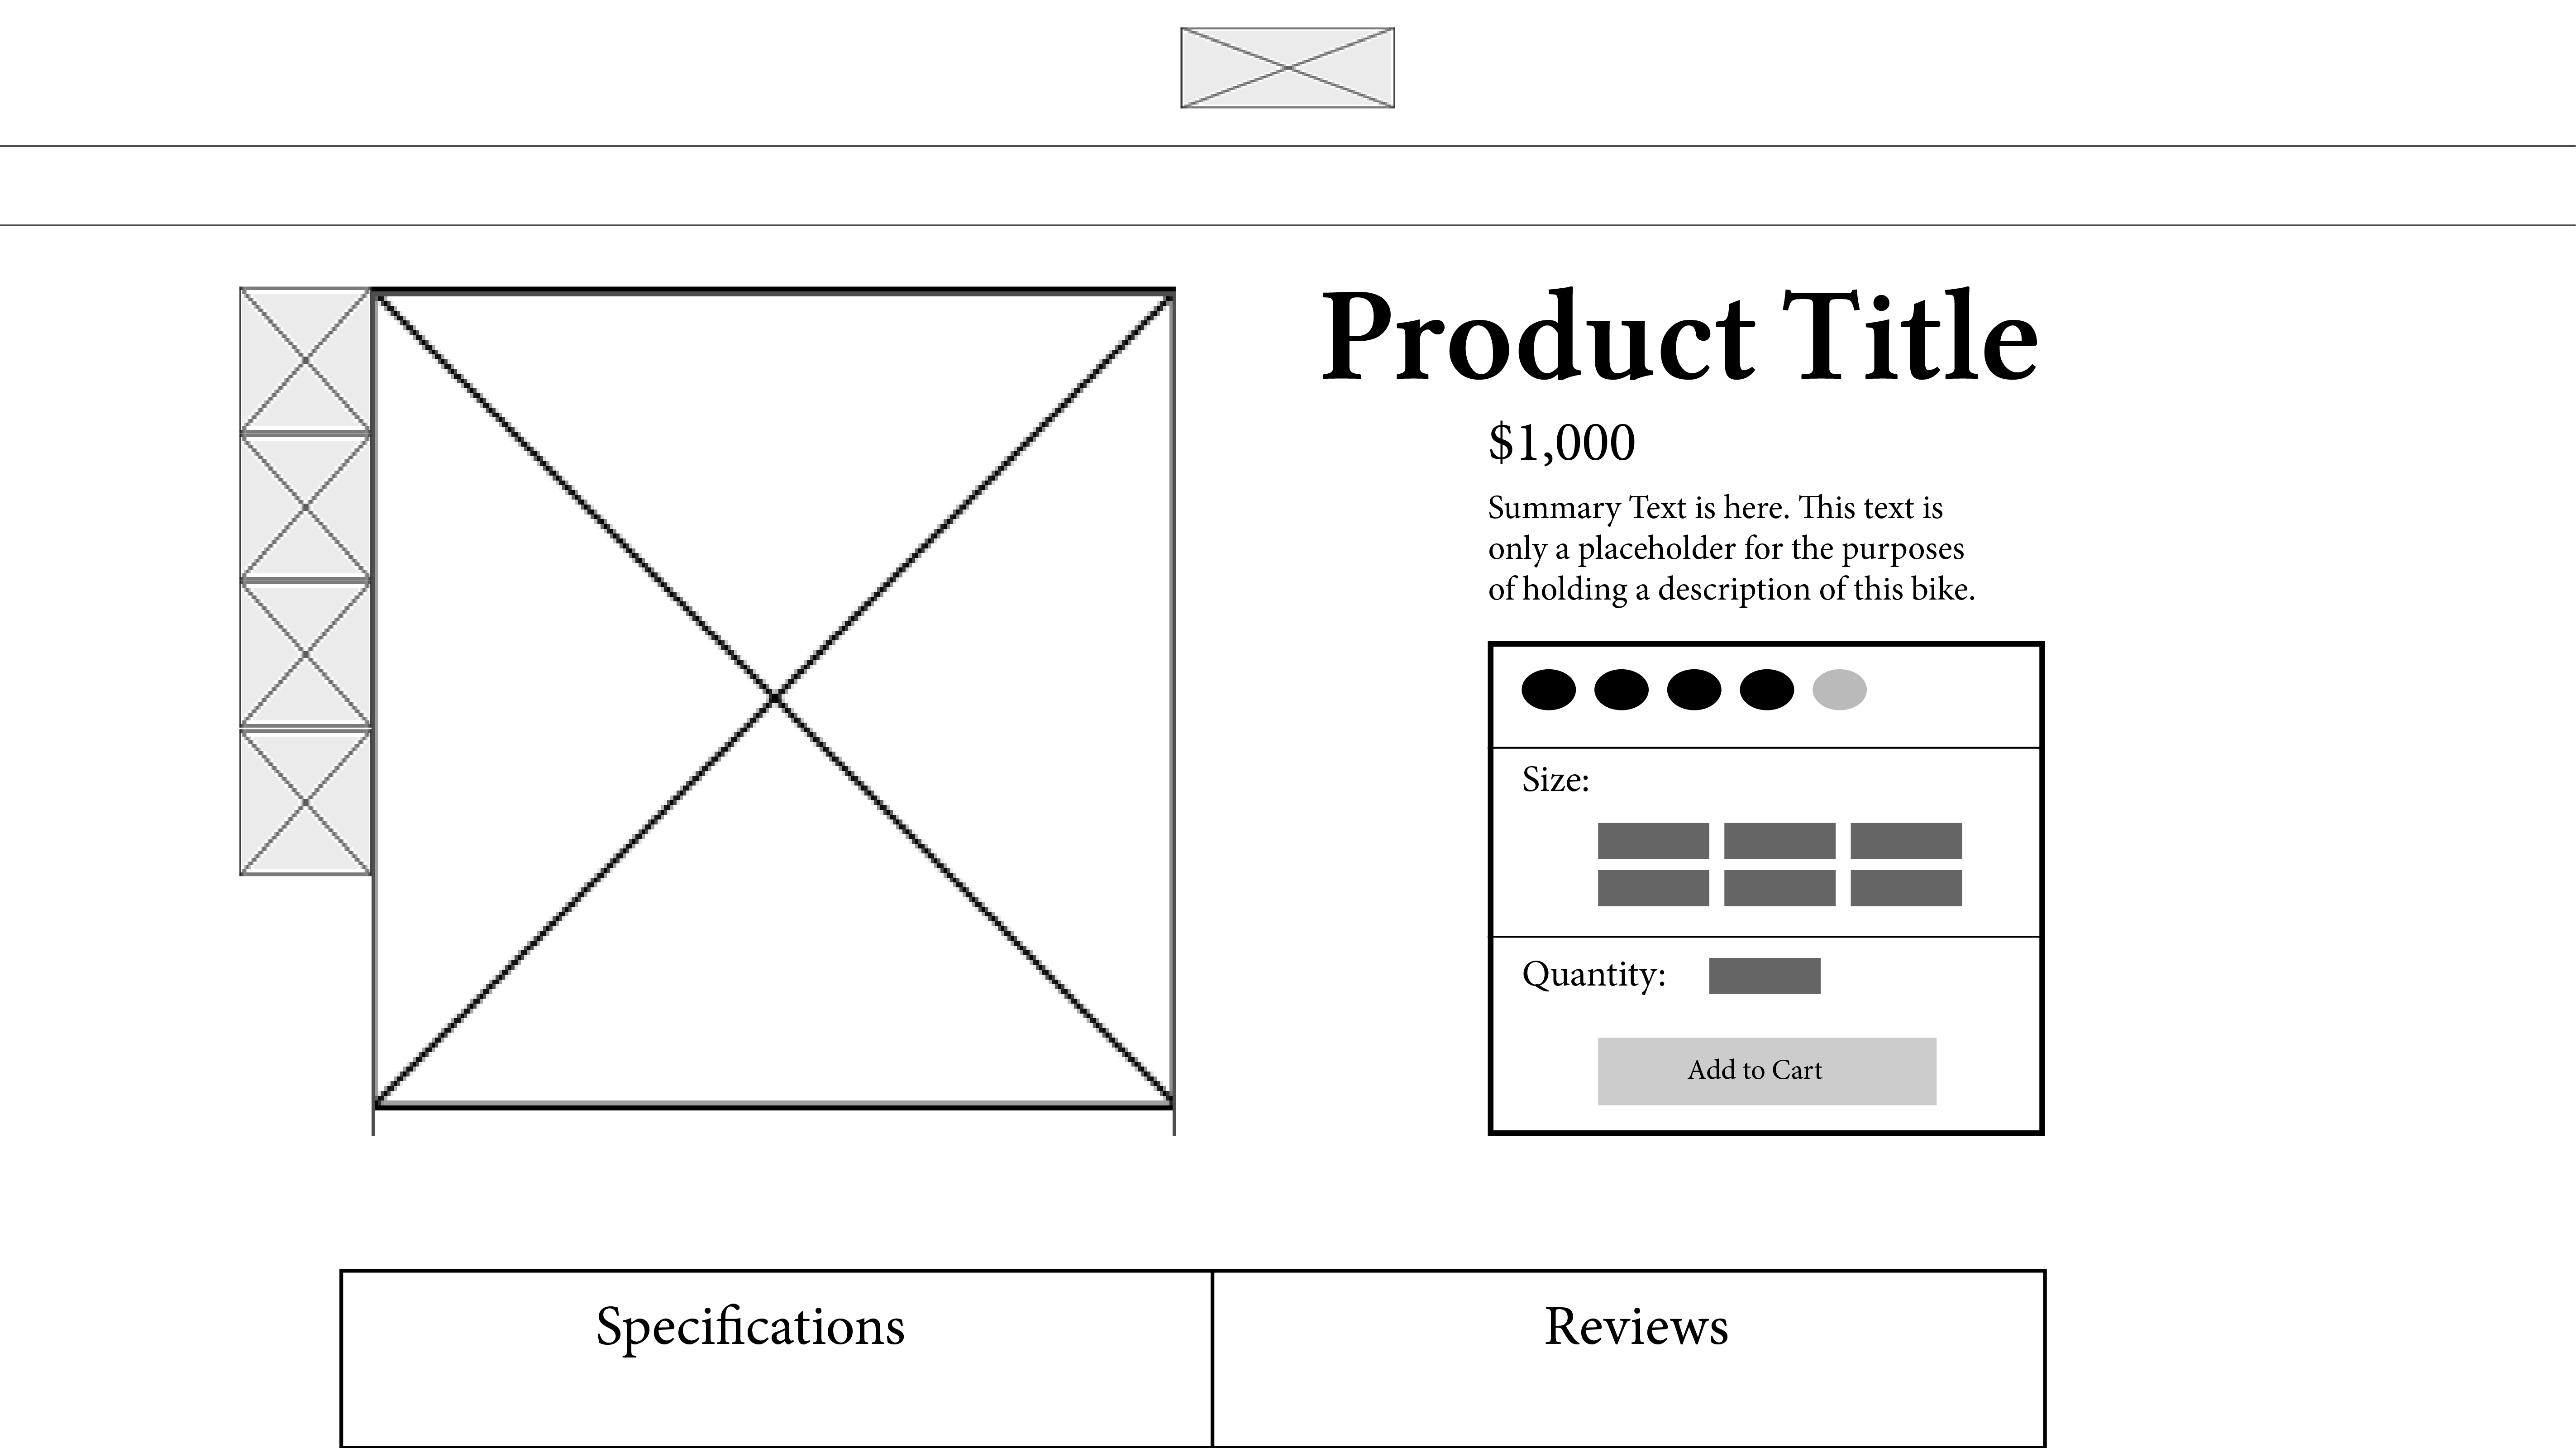 Product Title
$1,000
Summary Text is here. This text is
only a placeholder for the purposes
of holding a description of this bike.
Size:
Quantity:
Add to Cart
Specifications
Reviews